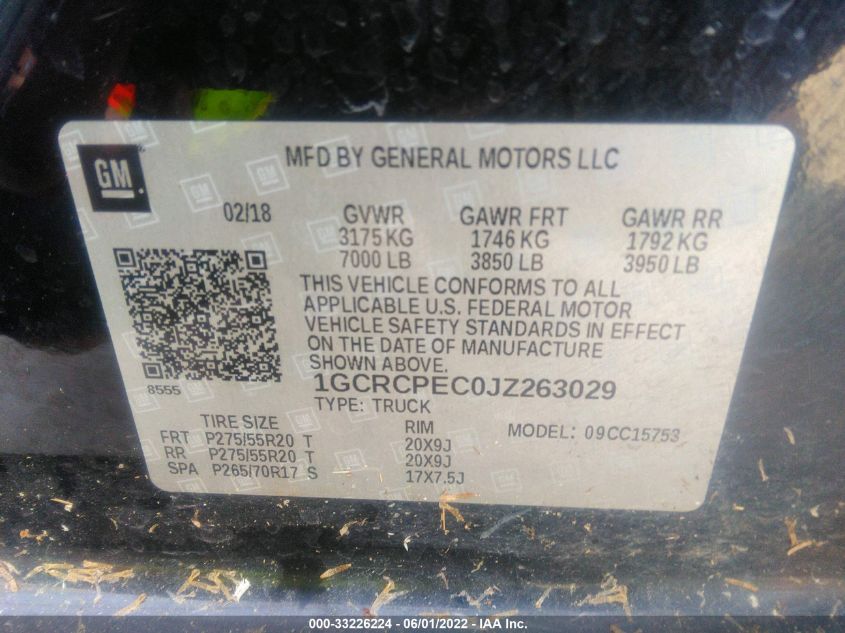 GM
MFD BY GENERAL MOTORS LLC
02/18 GVWR GAWR FRT GAWR RR
3175 KG 1746 KG 1792 KG
7000 LB 3850 LB 3950 LB
THIS VEHICLE CONFORMS TO ALL
APPLICABLE U.S. FEDERAL MOTOR
VEHICLE SAFETY STANDARDS IN EFFECT
ON THE DATE OF MANUFACTURE
SHOWN ABOVE.
8555
1GCRCPEC0JZ263029
TYPE: TRUCK
TIRE SIZE RIM MODEL: 09CC15753
FRT P275/55R20 T 20X9J
RR P275/55R20 T 20X9J
SPA P265/70R17 S 17X7.5J
000-33226224 - 06/01/2022 - IAA Inc.